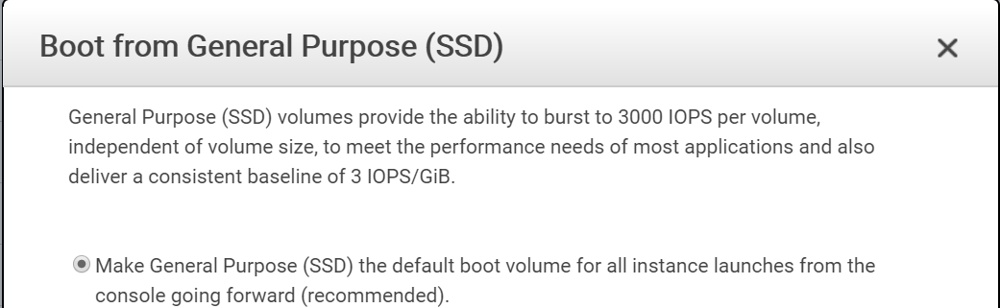 Boot from General Purpose (SSD)
General Purpose (SSD) volumes provide the ability to burst to 3000 IOPS per volume,
independent of volume size, to meet the performance needs of most applications and also
deliver a consistent baseline of 3 IOPS/GiB.
Make General Purpose (SSD) the default boot volume for all instance launches from the
console going forward (recommended).